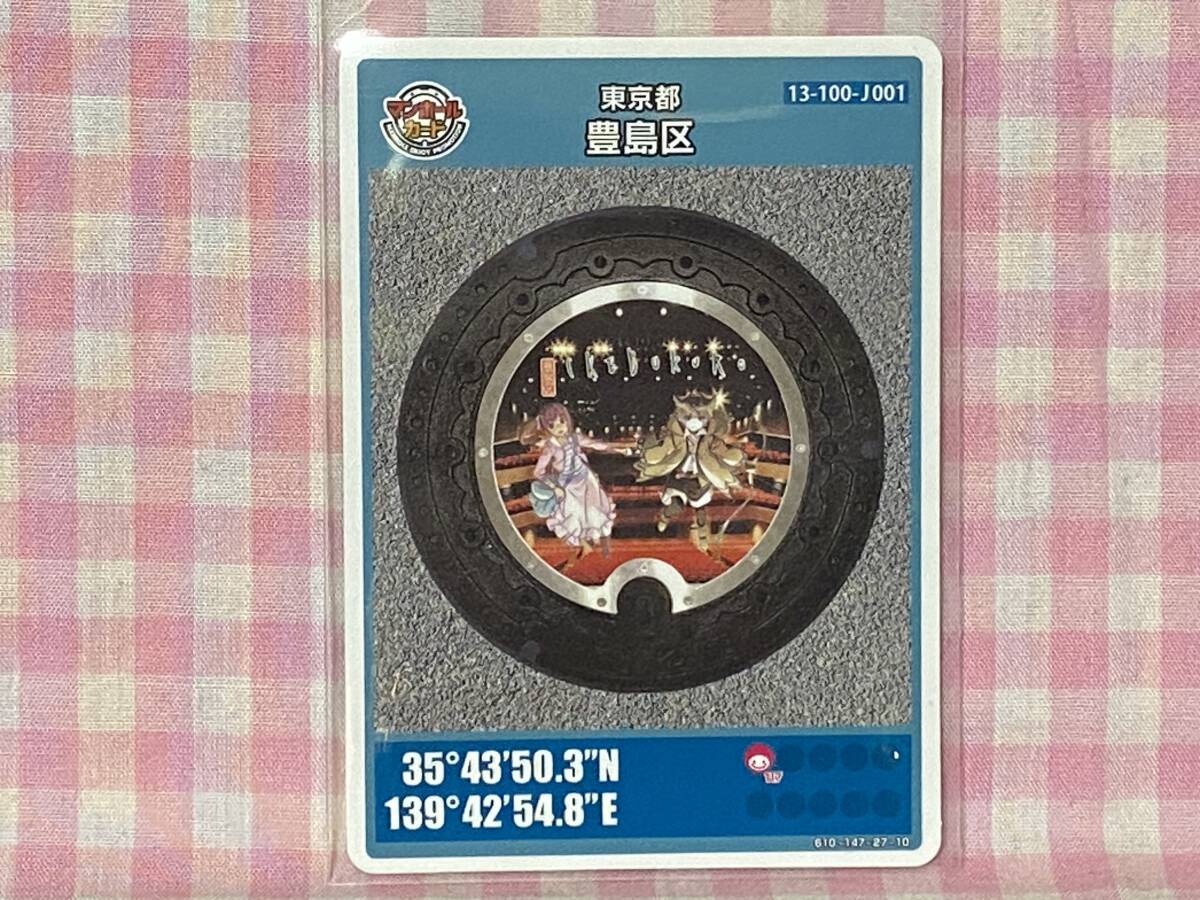 マンホール
カード
東京都
豊島区
13-100-J001
35°43'50.3"N
139°42'54.8"E
610-147-27-10